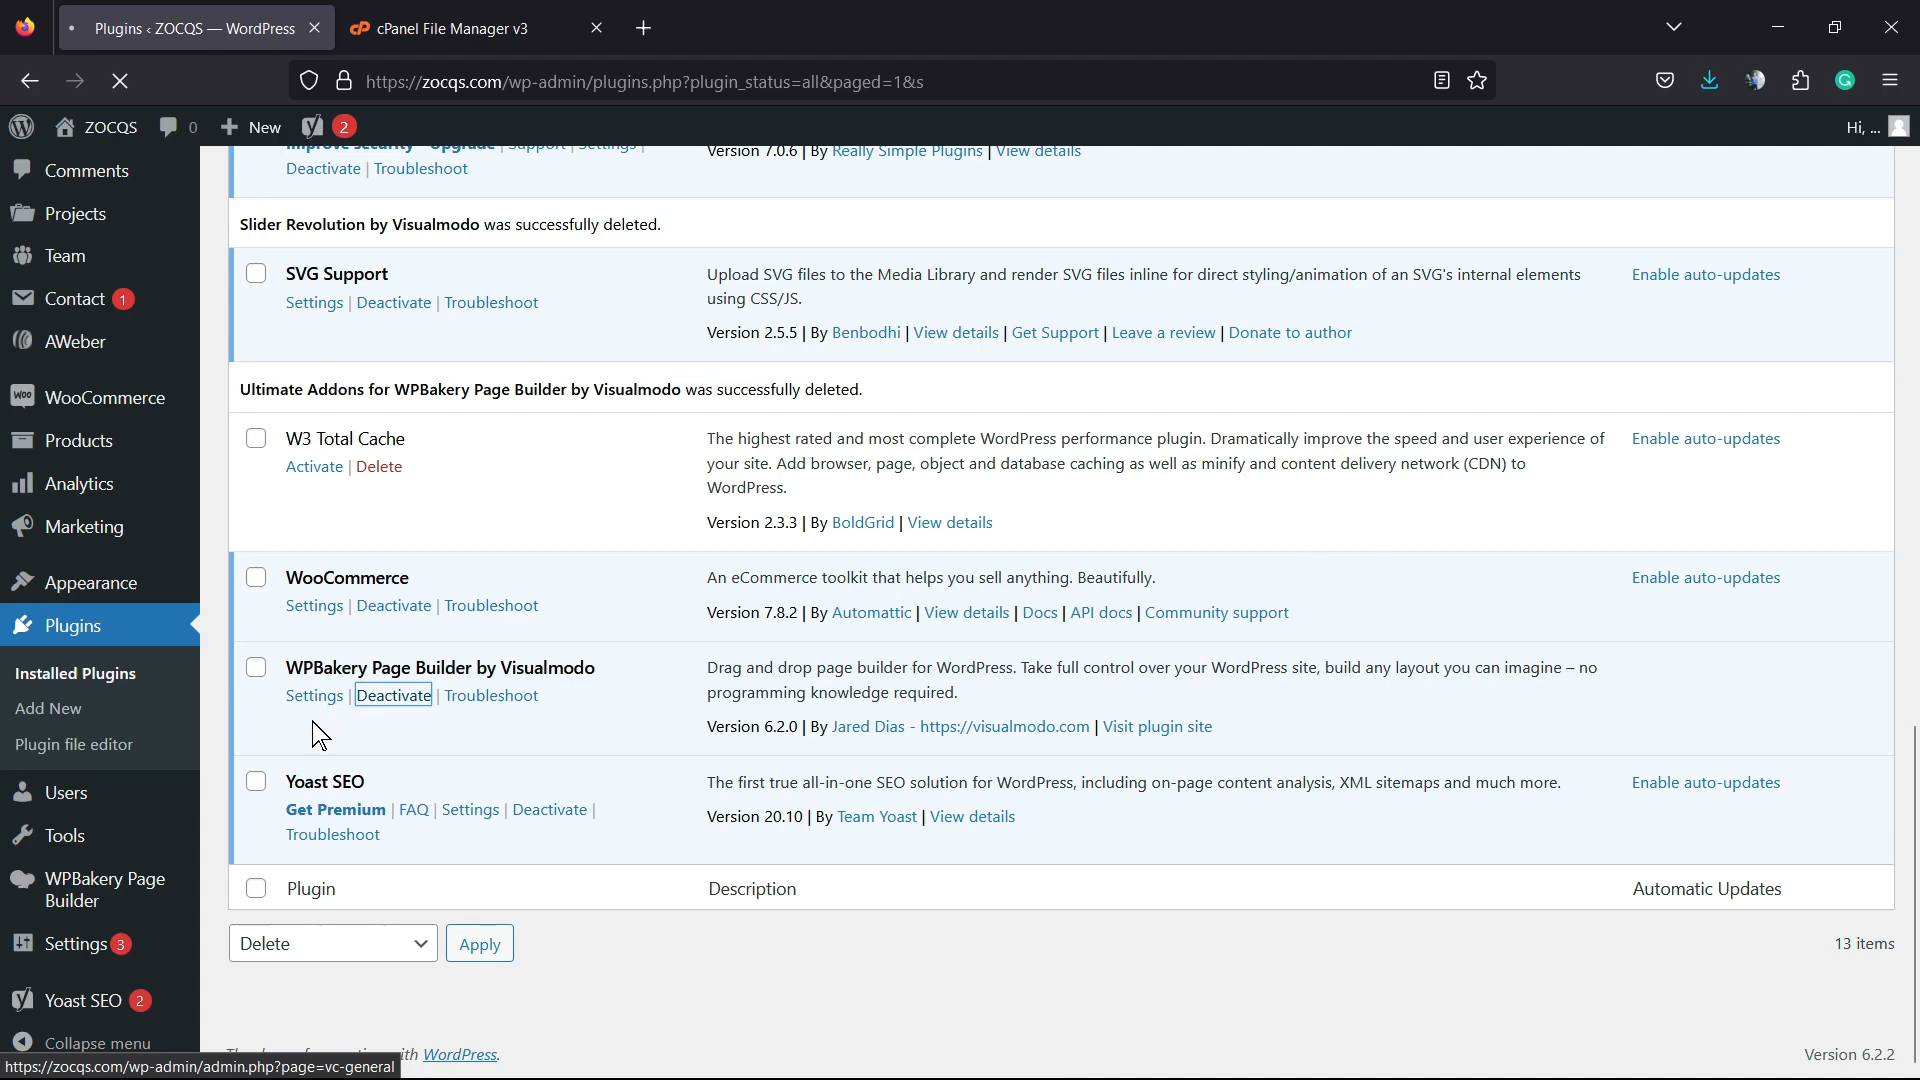 Plugins ‹ ZOCQS — WordPress
cPanel File Manager v3
https://zocqs.com/wp-admin/plugins.php?plugin_status=all&paged=1&s
ZOCQS
0
New
2
Hi, ...
Comments
Projects
Team
Contact 1
AWeber
WooCommerce
Products
Analytics
Marketing
Appearance
Plugins
Installed Plugins
Add New
Plugin file editor
Users
Tools
WPBakery Page
Builder
Settings 3
Yoast SEO 2
Collapse menu
Improve security - Upgrade | Support | Settings |
Deactivate | Troubleshoot
Version 7.0.6 | By Really Simple Plugins | View details
Slider Revolution by Visualmodo was successfully deleted.
SVG Support
Settings | Deactivate | Troubleshoot
Upload SVG files to the Media Library and render SVG files inline for direct styling/animation of an SVG's internal elements
using CSS/JS.
Version 2.5.5 | By Benbodhi | View details | Get Support | Leave a review | Donate to author
Enable auto-updates
Ultimate Addons for WPBakery Page Builder by Visualmodo was successfully deleted.
W3 Total Cache
Activate | Delete
The highest rated and most complete WordPress performance plugin. Dramatically improve the speed and user experience of
your site. Add browser, page, object and database caching as well as minify and content delivery network (CDN) to
WordPress.
Version 2.3.3 | By BoldGrid | View details
Enable auto-updates
WooCommerce
Settings | Deactivate | Troubleshoot
An eCommerce toolkit that helps you sell anything. Beautifully.
Version 7.8.2 | By Automattic | View details | Docs | API docs | Community support
Enable auto-updates
WPBakery Page Builder by Visualmodo
Settings | Deactivate | Troubleshoot
Drag and drop page builder for WordPress. Take full control over your WordPress site, build any layout you can imagine – no
programming knowledge required.
Version 6.2.0 | By Jared Dias - https://visualmodo.com | Visit plugin site
Yoast SEO
Get Premium | FAQ | Settings | Deactivate |
Troubleshoot
The first true all-in-one SEO solution for WordPress, including on-page content analysis, XML sitemaps and much more.
Version 20.10 | By Team Yoast | View details
Enable auto-updates
Plugin
Description
Automatic Updates
Delete
Apply
13 items
WordPress.
Version 6.2.2
https://zocqs.com/wp-admin/admin.php?page=vc-general